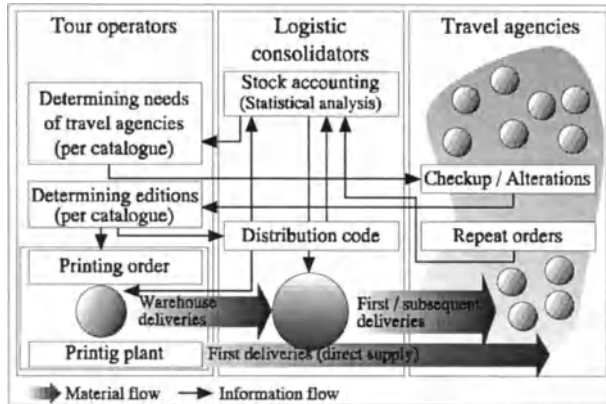 Tour operators
Logistic
consolidators
Travel agencies
Stock accounting
(Statistical analysis)
Determining needs
of travel agencies
(per catalogue)
Checkup / Alterations
Determining editions
(per catalogue)
Distribution code
Repeat orders
Printing order
Warehouse
deliveries
First / subsequent
deliveries
Printig plant
First deliveries (direct supply)
Material flow
Information flow